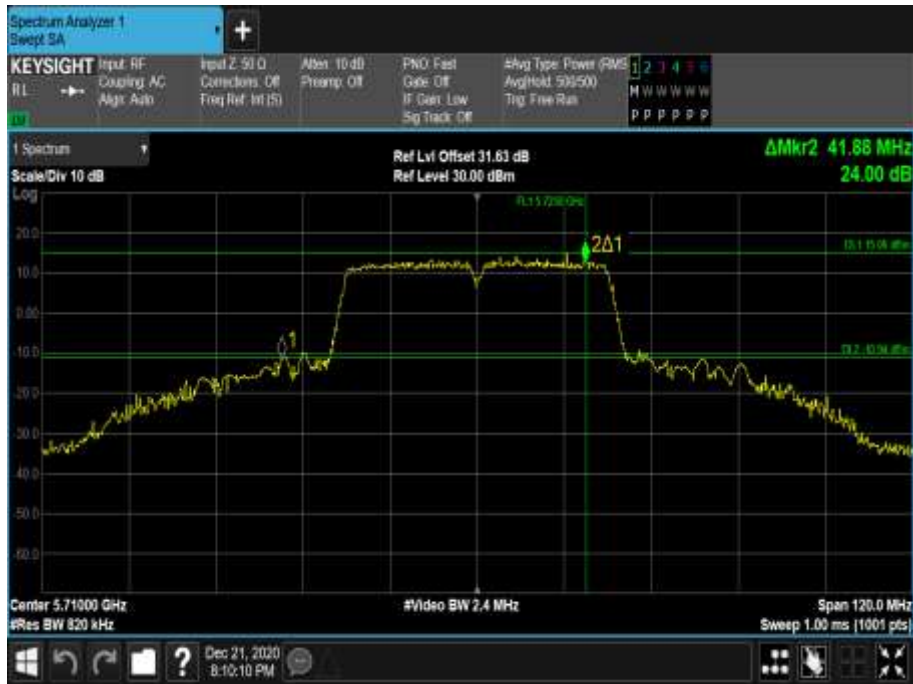 Spectrum Analyzer 1
Swept SA
+
KEYSIGHT
RL
Input: RF
Coupling: AC
Align: Auto
Input Z: 50 Ω
Corrections: Off
Freq Ref: Int (S)
Atten: 10 dB
Preamp: Off
PNO: Fast
Gate: Off
IF Gain: Low
Sig Track: Off
#Avg Type: Power (RMS
Avg|Hold: 500/500
Trig: Free Run
1 2 3 4 5 6
M W W W W W
P P P P P P
1 Spectrum
Scale/Div 10 dB
Log
Ref Lvl Offset 31.63 dB
Ref Level 30.00 dBm
ΔMkr2 41.88 MHz
24.00 dB
2Δ1
1
20.0
10.0
0.00
-10.0
-20.0
-30.0
-40.0
-50.0
-60.0
Center 5.71000 GHz
#Res BW 820 kHz
#Video BW 2.4 MHz
Span 120.0 MHz
Sweep 1.00 ms (1001 pts)
?
Dec 21, 2020
8:10:10 PM